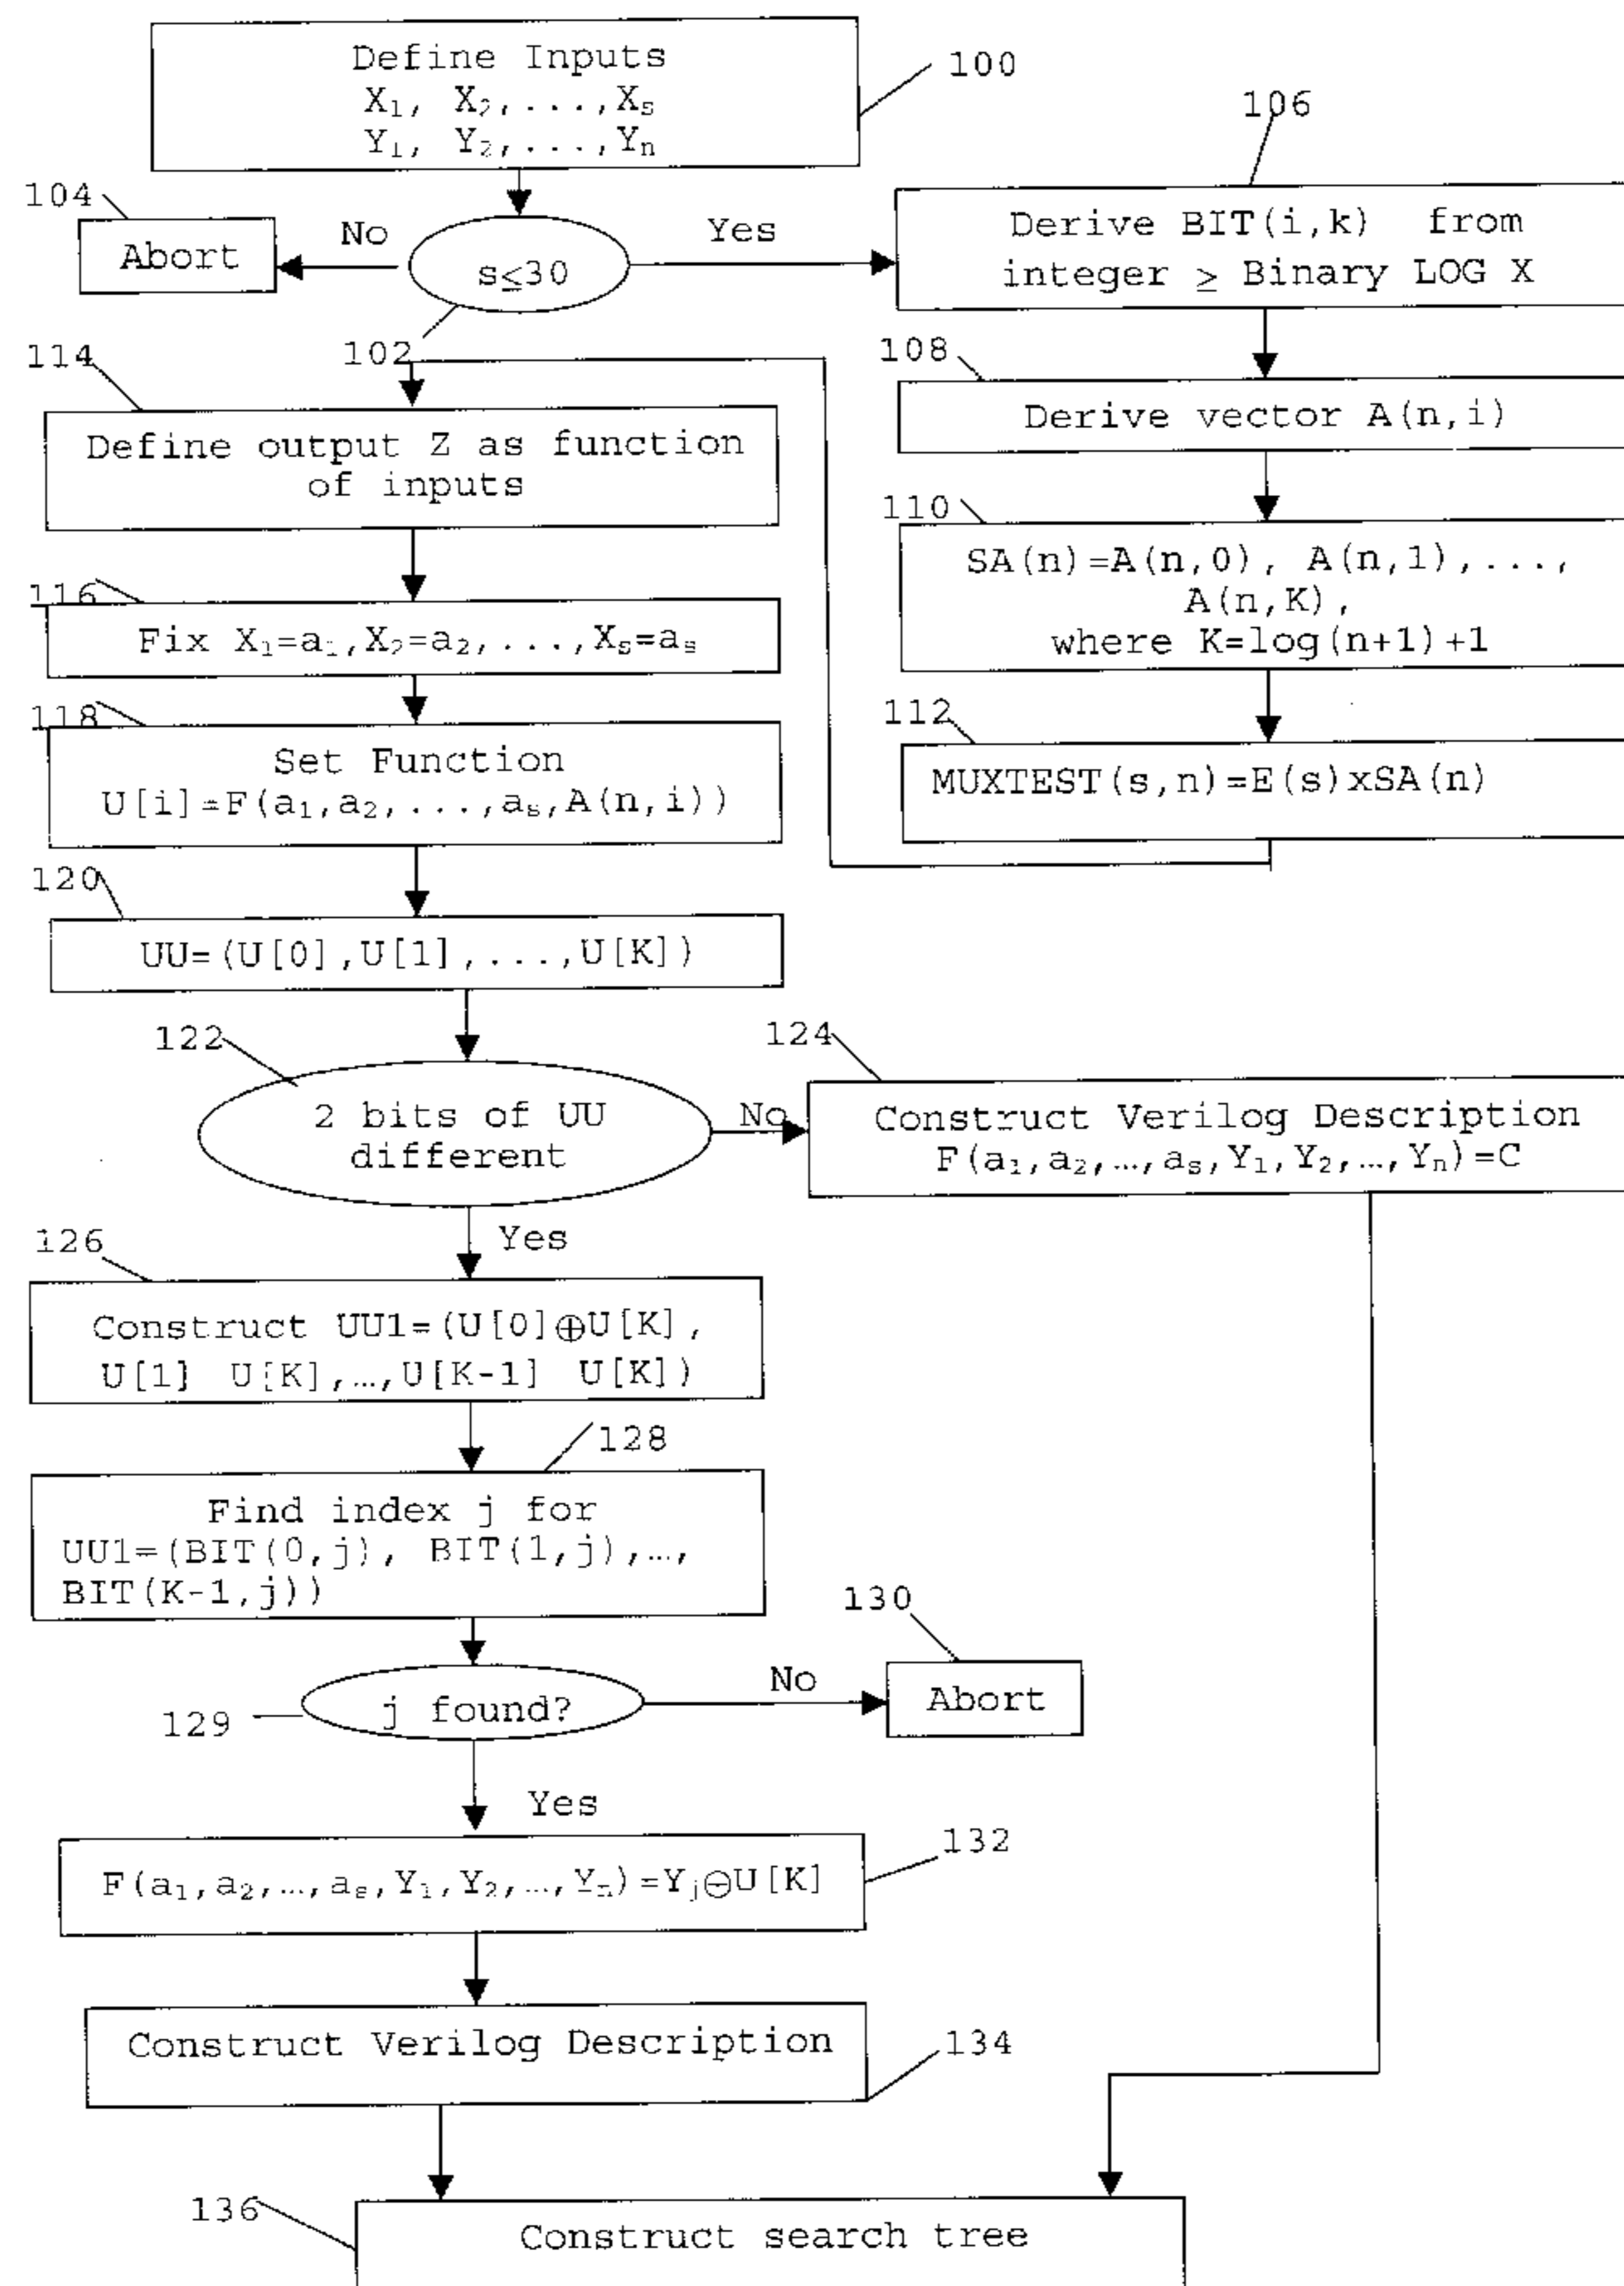 Define Inputs
X₁, X₂,...,Xₛ
Y₁, Y₂,...,Yₙ
100
106
104
Abort
No
s≤30
Yes
102
Derive BIT(i,k) from
integer ≥ Binary LOG X
108
Derive vector A(n,i)
110
SA(n)=A(n,0), A(n,1),...,
A(n,K),
where K=log(n+1)+1
112
MUXTEST(s,n)=E(s)xSA(n)
114
Define output Z as function
of inputs
116
Fix X₁=a₁,X₂=a₂,...,Xₛ=aₛ
118
Set Function
U[i]=F(a₁,a₂,...,aₛ,A(n,i))
120
UU=(U[0],U[1],...,U[K])
122
2 bits of UU
different
No
124
Construct Verilog Description
F(a₁,a₂,…,aₛ,Y₁,Y₂,…,Yₙ)=C
Yes
126
Construct UU1=(U[0]⊕U[K],
U[1] U[K],…,U[K-1] U[K])
128
Find index j for
UU1=(BIT(0,j), BIT(1,j),…,
BIT(K-1,j))
129
j found?
No
130
Abort
Yes
132
F(a₁,a₂,…,aₛ,Y₁,Y₂,…,Yₙ)=Yⱼ⊖U[K]
Construct Verilog Description
134
136
Construct search tree